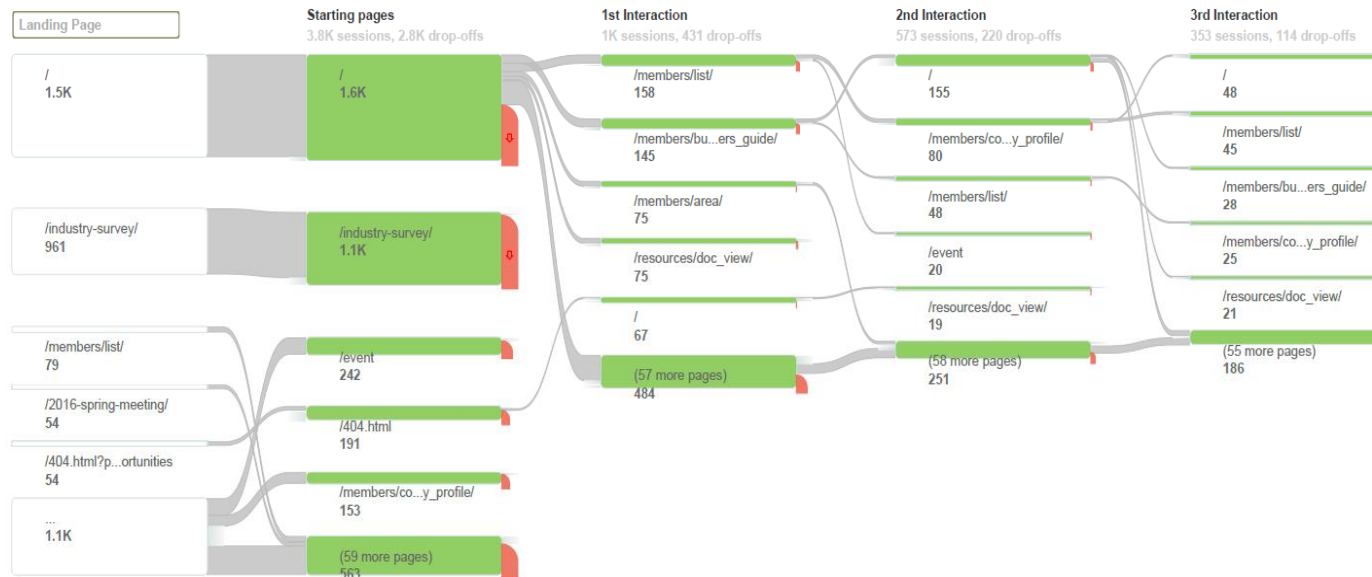 Landing Page
/
1.5K
/industry-survey/
961
/members/list/
79
/2016-spring-meeting/
54
/404.html?p...ortunities
54
...
1.1K
Starting pages
3.8K sessions, 2.8K drop-offs
/
1.6K
/industry-survey/
1.1K
/event
242
/404.html
191
/members/co...y_profile/
153
(59 more pages)
563
1st Interaction
1K sessions, 431 drop-offs
/members/list/
158
/members/bu...ers_guide/
145
/members/area/
75
/resources/doc_view/
75
/
67
(57 more pages)
484
2nd Interaction
573 sessions, 220 drop-offs
/
155
/members/co...y_profile/
80
/members/list/
48
/event
20
/resources/doc_view/
19
(58 more pages)
251
3rd Interaction
353 sessions, 114 drop-offs
/
48
/members/list/
45
/members/bu...ers_guide/
28
/members/co...y_profile/
25
/resources/doc_view/
21
(55 more pages)
186